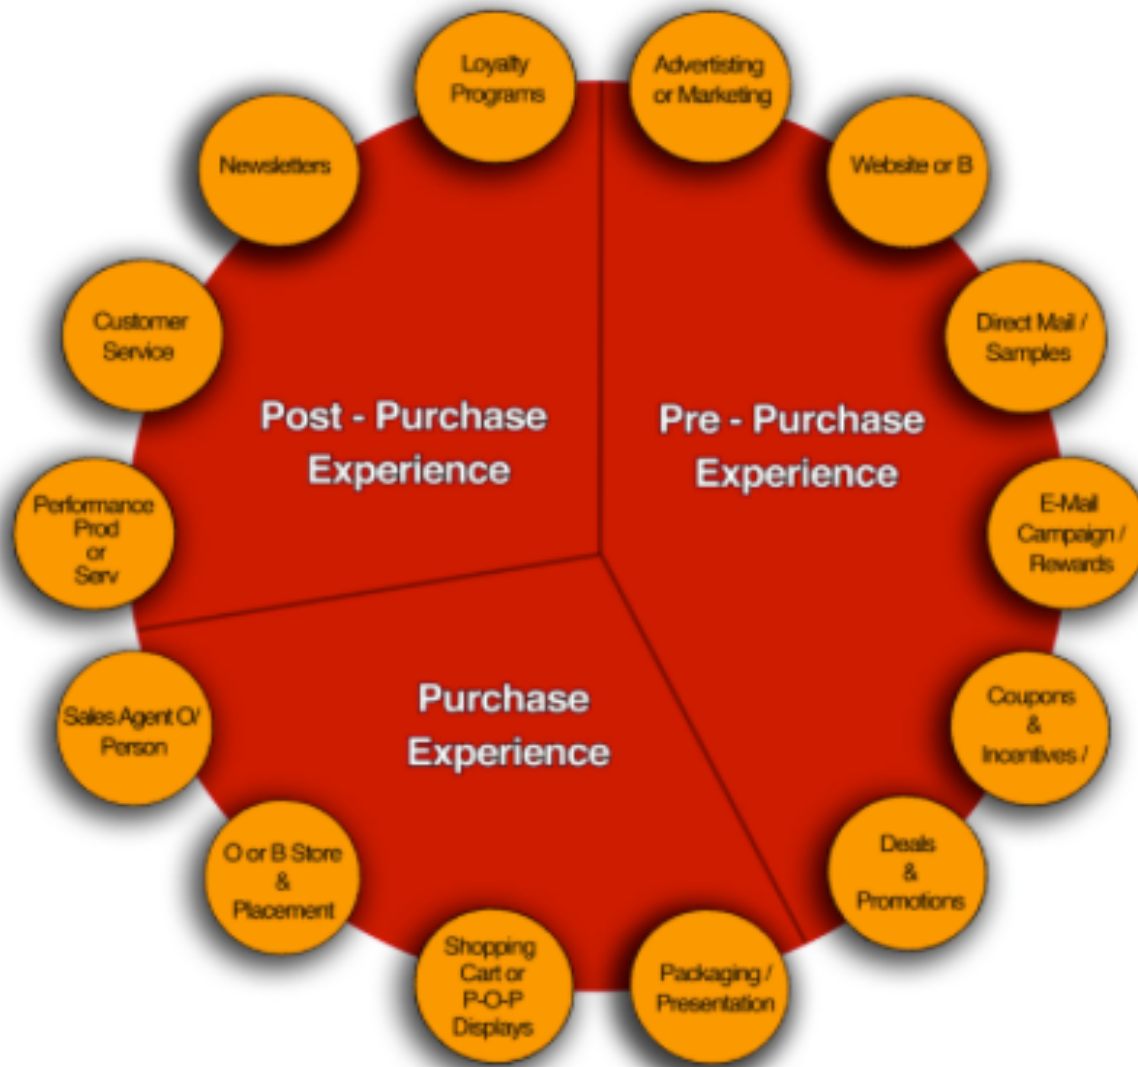 Loyalty
Programs
Advertisting
or Marketing
Newsletters
Website or B
Customer
Service
Direct Mail /
Samples
Post - Purchase
Experience
Pre - Purchase
Experience
Performance
Prod
or
Serv
E-Mail
Campaign /
Rewards
Purchase
Experience
Sales Agent O/
Person
Coupons
&
Incentives /
O or B Store
&
Placement
Deals
&
Promotions
Shopping
Cart or
P-O-P
Displays
Packaging /
Presentation